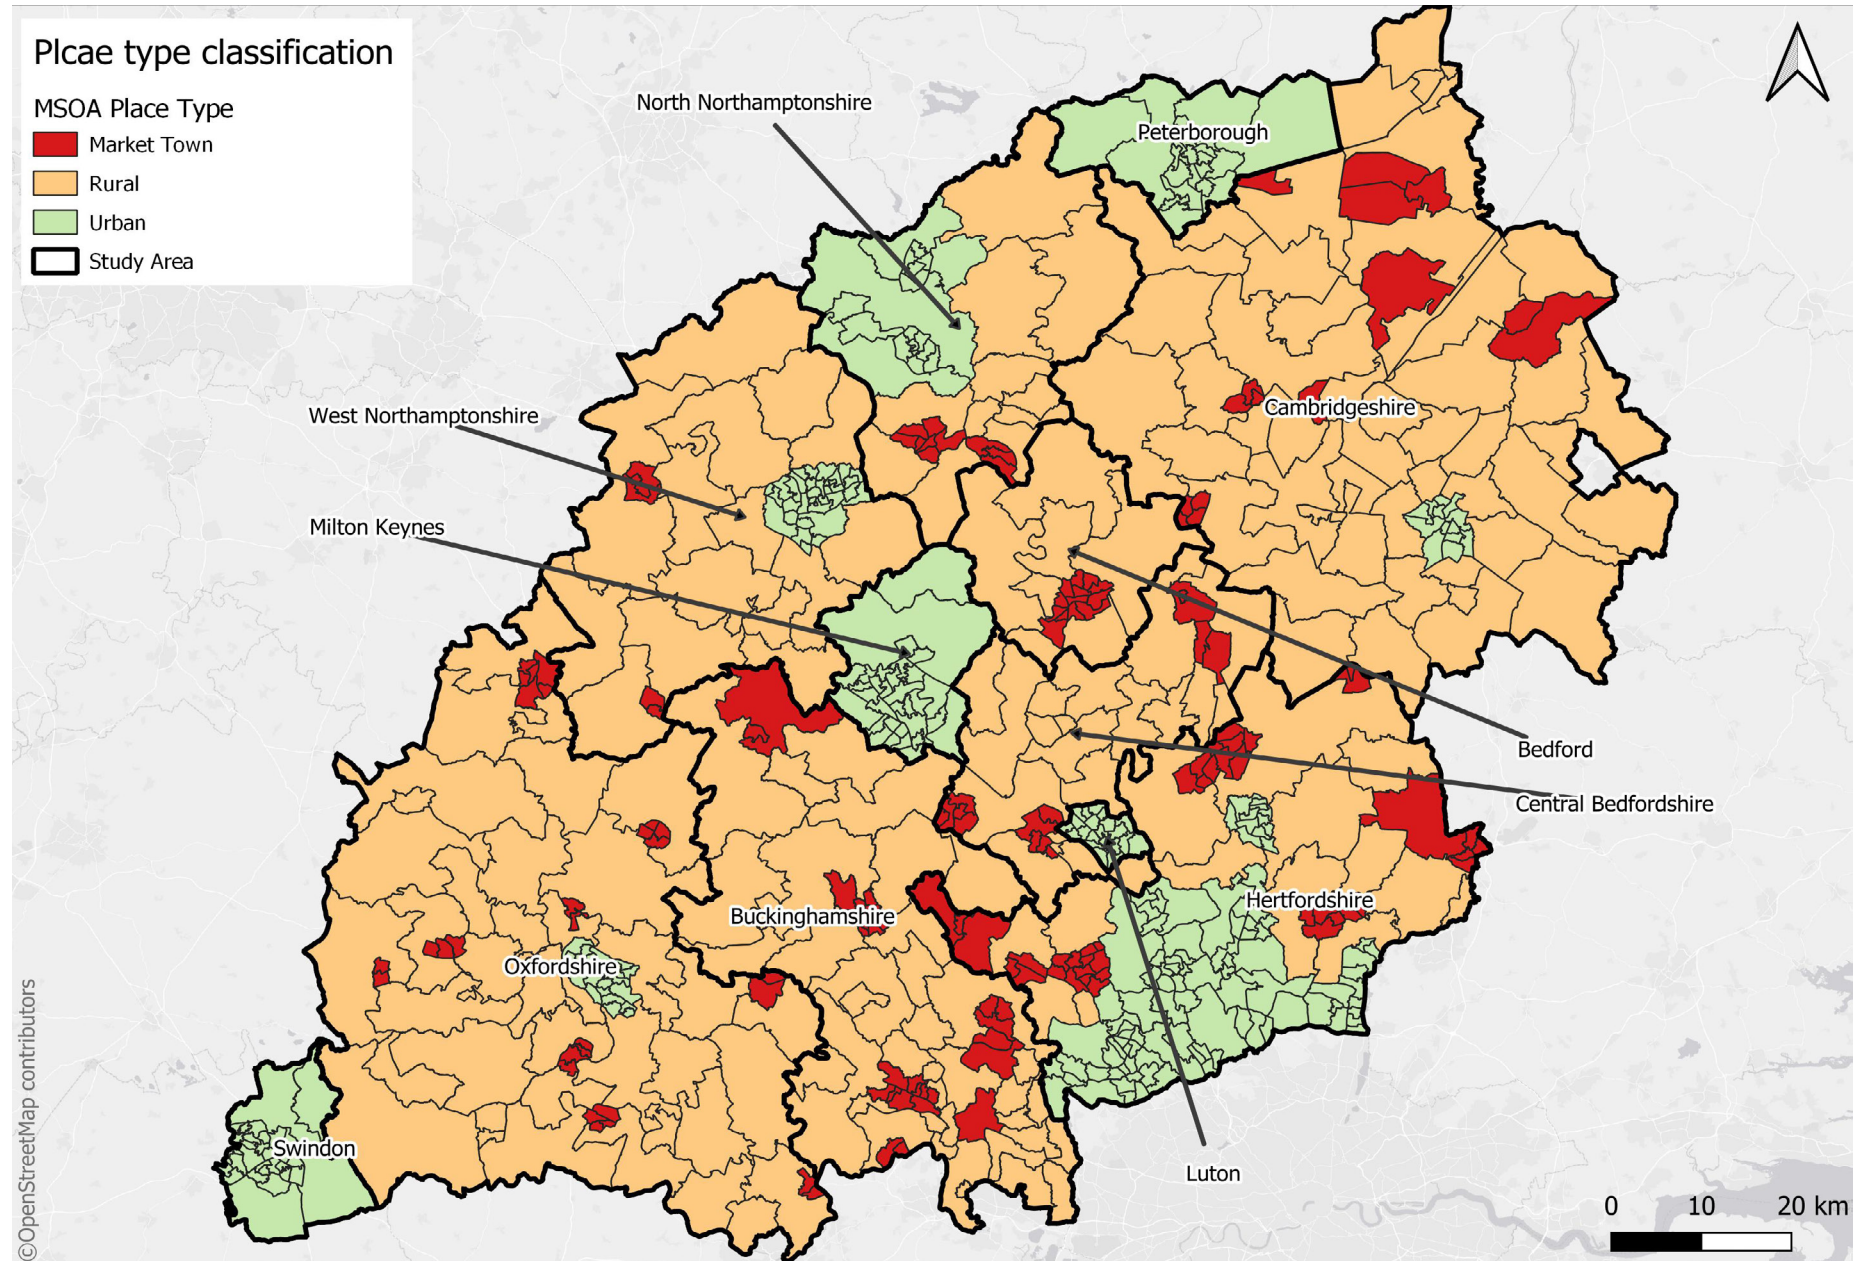 Plcae type classification
MSOA Place Type
Market Town
Rural
Urban
Study Area
North Northamptonshire
Peterborough
West Northamptonshire
Cambridgeshire
Milton Keynes
Bedford
Central Bedfordshire
Hertfordshire
Buckinghamshire
Oxfordshire
Swindon
Luton
0 10 20 km
©OpenStreetMap contributors